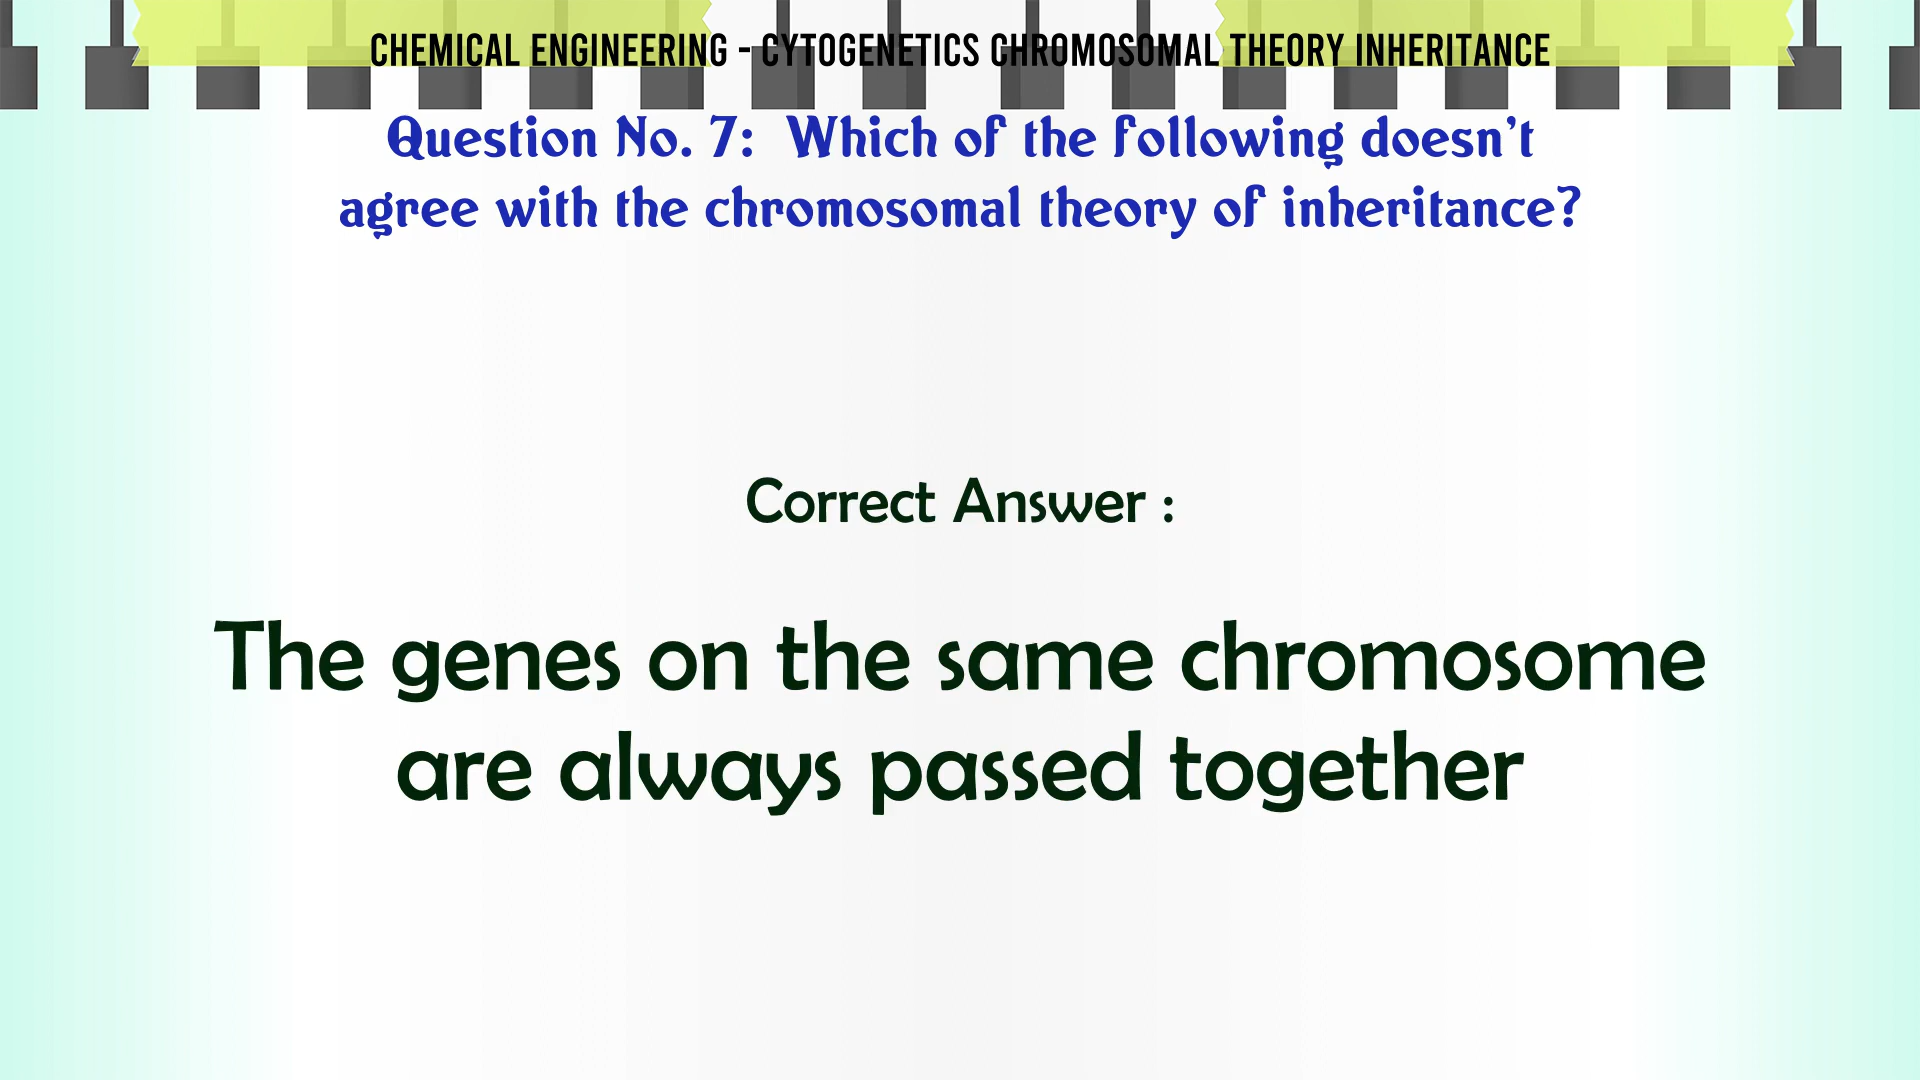 CHEMICAL ENGINEERING - CYTOGENETICS CHROMOSOMAL THEORY INHERITANCE
Question No. 7: Which of the following doesn't
agree with the chromosomal theory of inheritance?
Correct Answer :
The genes on the same chromosome
are always passed together